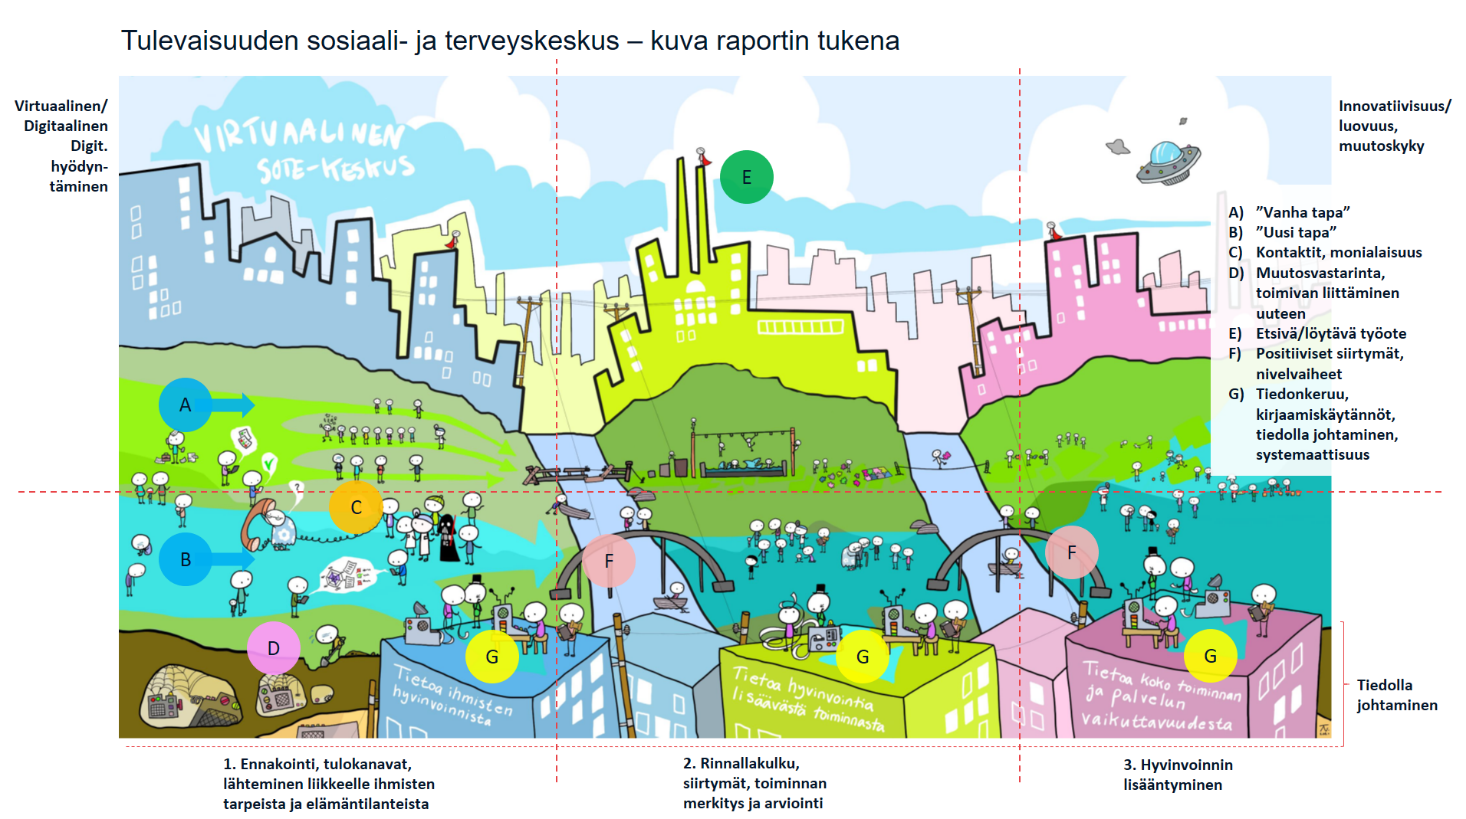 Tulevaisuuden sosiaali- ja terveyskeskus – kuva raportin tukena
Virtuaalinen/
Digitaalinen
Digit.
hyödyn-
täminen
VIRTUAALINEN
SOTE-KESKUS
Innovatiivisuus/
luovuus,
muutoskyky
A) ”Vanha tapa”
B) ”Uusi tapa”
C) Kontaktit, monialaisuus
D) Muutosvastarinta,
toimivan liittäminen
uuteen
E) Etsivä/löytävä työote
F) Positiiviset siirtymät,
nivelvaiheet
G) Tiedonkeruu,
kirjaamiskäytännöt,
tiedolla johtaminen,
systemaattisuus
E
A
?
C
B
F
F
D
G
G
G
Tietoa ihmisten
hyvinvoinnista
Tietoa hyvinvointia
lisäävästä toiminnasta
Tietoa koko toiminnan
ja palvelun
vaikuttavuudesta
Tiedolla
johtaminen
1. Ennakointi, tulokanavat,
lähteminen liikkeelle ihmisten
tarpeista ja elämäntilanteista
2. Rinnallakulku,
siirtymät, toiminnan
merkitys ja arviointi
3. Hyvinvoinnin
lisääntyminen